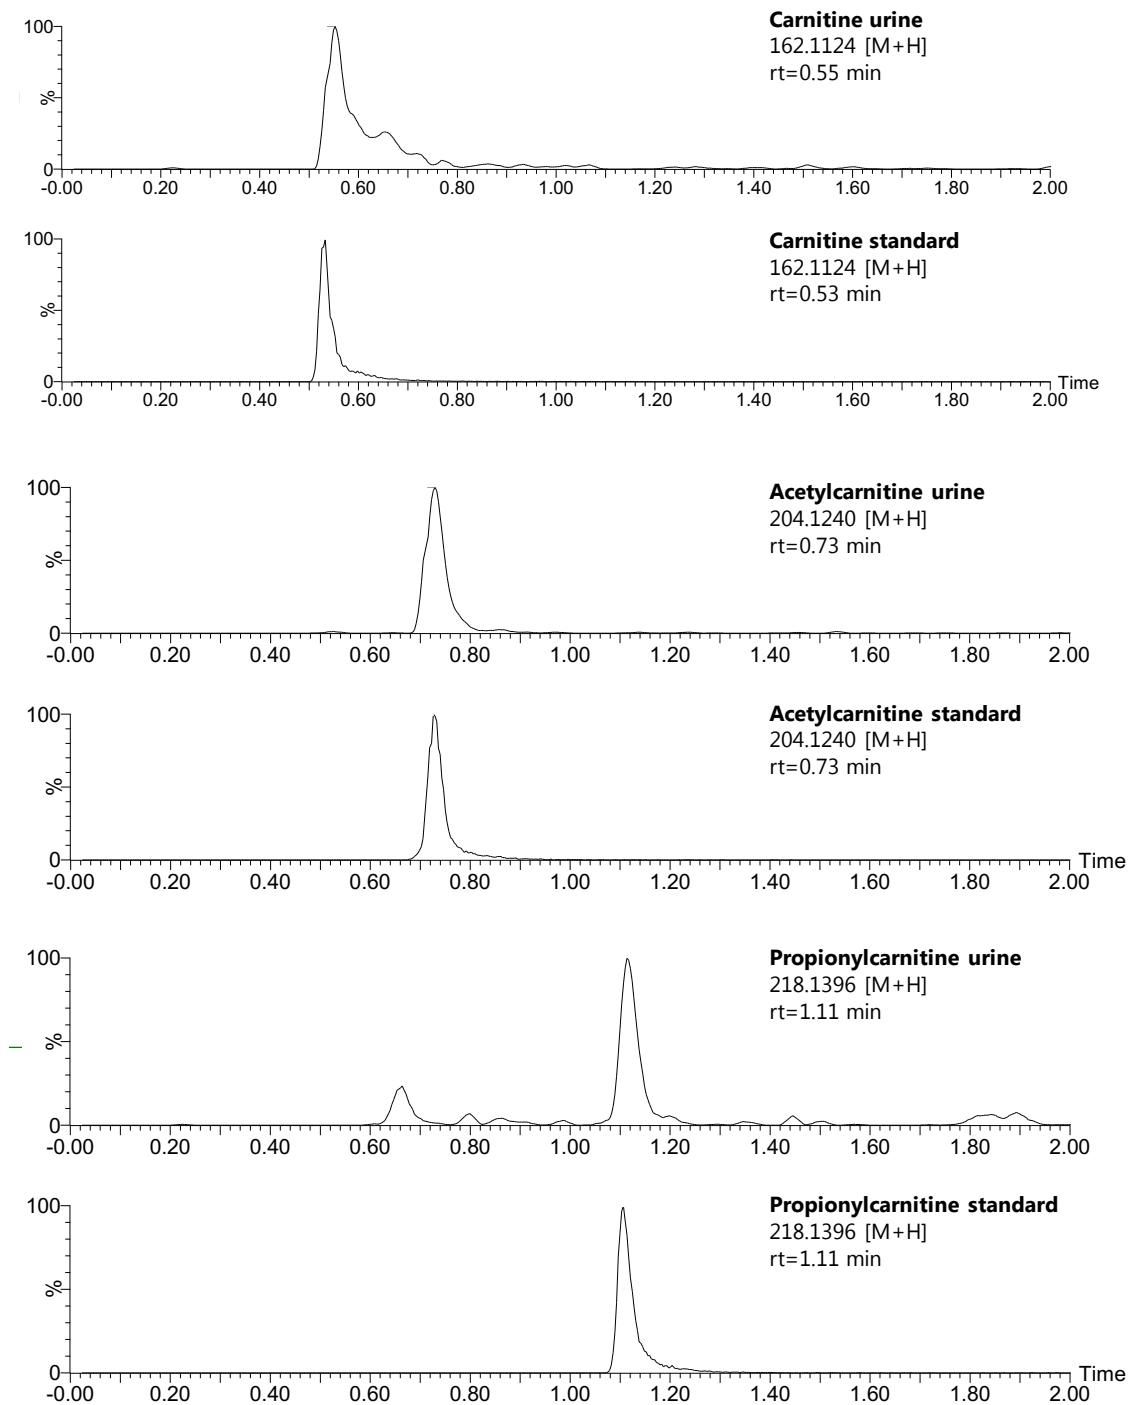 Carnitine urine
162.1124 [M+H]
rt=0.55 min
100
%
0
-0.00 0.20 0.40 0.60 0.80 1.00 1.20 1.40 1.60 1.80 2.00
Carnitine standard
162.1124 [M+H]
rt=0.53 min
100
%
0
Time
-0.00 0.20 0.40 0.60 0.80 1.00 1.20 1.40 1.60 1.80 2.00
Acetylcarnitine urine
204.1240 [M+H]
rt=0.73 min
100
%
0
-0.00 0.20 0.40 0.60 0.80 1.00 1.20 1.40 1.60 1.80 2.00
Acetylcarnitine standard
204.1240 [M+H]
rt=0.73 min
100
%
0
Time
-0.00 0.20 0.40 0.60 0.80 1.00 1.20 1.40 1.60 1.80 2.00
Propionylcarnitine urine
218.1396 [M+H]
rt=1.11 min
100
%
0
-0.00 0.20 0.40 0.60 0.80 1.00 1.20 1.40 1.60 1.80 2.00
Propionylcarnitine standard
218.1396 [M+H]
rt=1.11 min
100
%
0
Time
-0.00 0.20 0.40 0.60 0.80 1.00 1.20 1.40 1.60 1.80 2.00